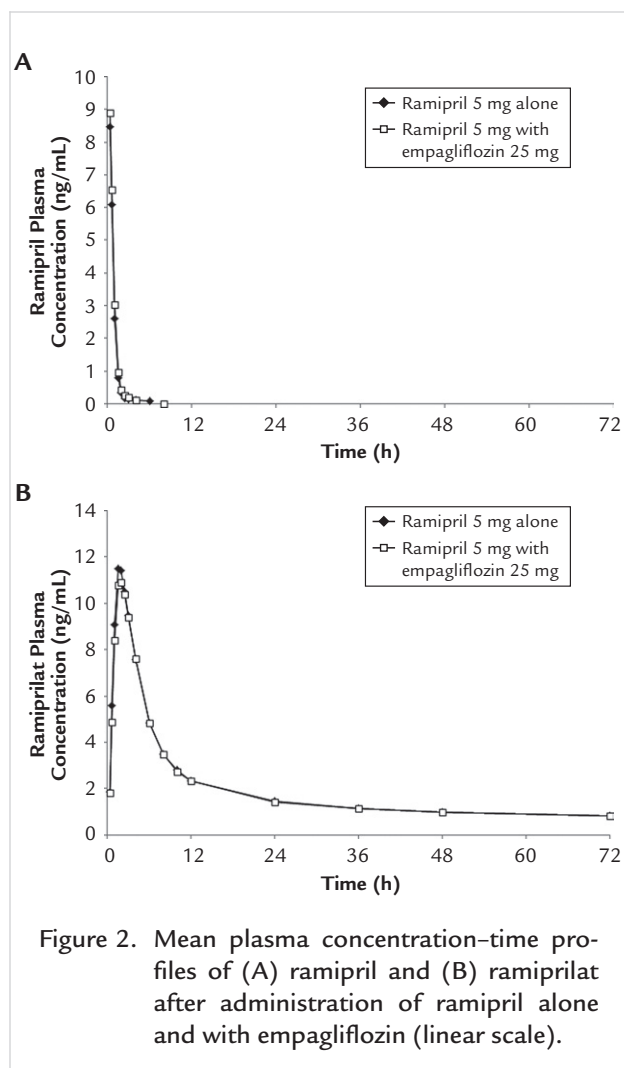 A
10
9
8
7
6
5
4
3
2
1
0
Ramipril Plasma
Concentration (ng/mL)
Ramipril 5 mg alone
Ramipril 5 mg with
empagliflozin 25 mg
0 12 24 36 48 60 72
Time (h)
B
14
12
10
8
6
4
2
0
Ramiprilat Plasma
Concentration (ng/mL)
Ramipril 5 mg alone
Ramipril 5 mg with
empagliflozin 25 mg
0 12 24 36 48 60 72
Time (h)
Figure 2. Mean plasma concentration–time pro-
files of (A) ramipril and (B) ramiprilat
after administration of ramipril alone
and with empagliflozin (linear scale).